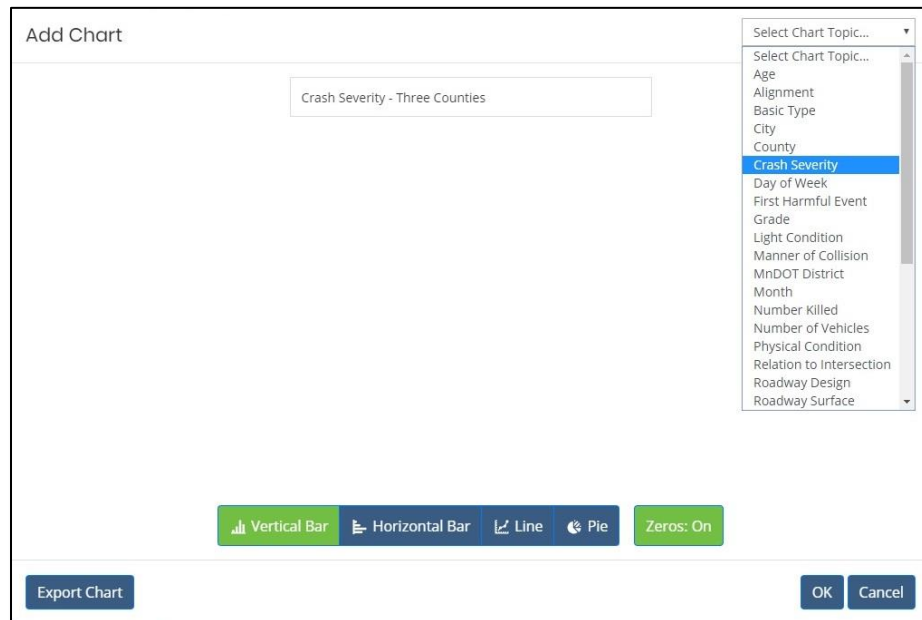 Add Chart
Select Chart Topic...
Crash Severity - Three Counties
Select Chart Topic...
Age
Alignment
Basic Type
City
County
Crash Severity
Day of Week
First Harmful Event
Grade
Light Condition
Manner of Collision
MnDOT District
Month
Number Killed
Number of Vehicles
Physical Condition
Relation to Intersection
Roadway Design
Roadway Surface
Vertical Bar Horizontal Bar Line Pie Zeros: On
Export Chart OK Cancel